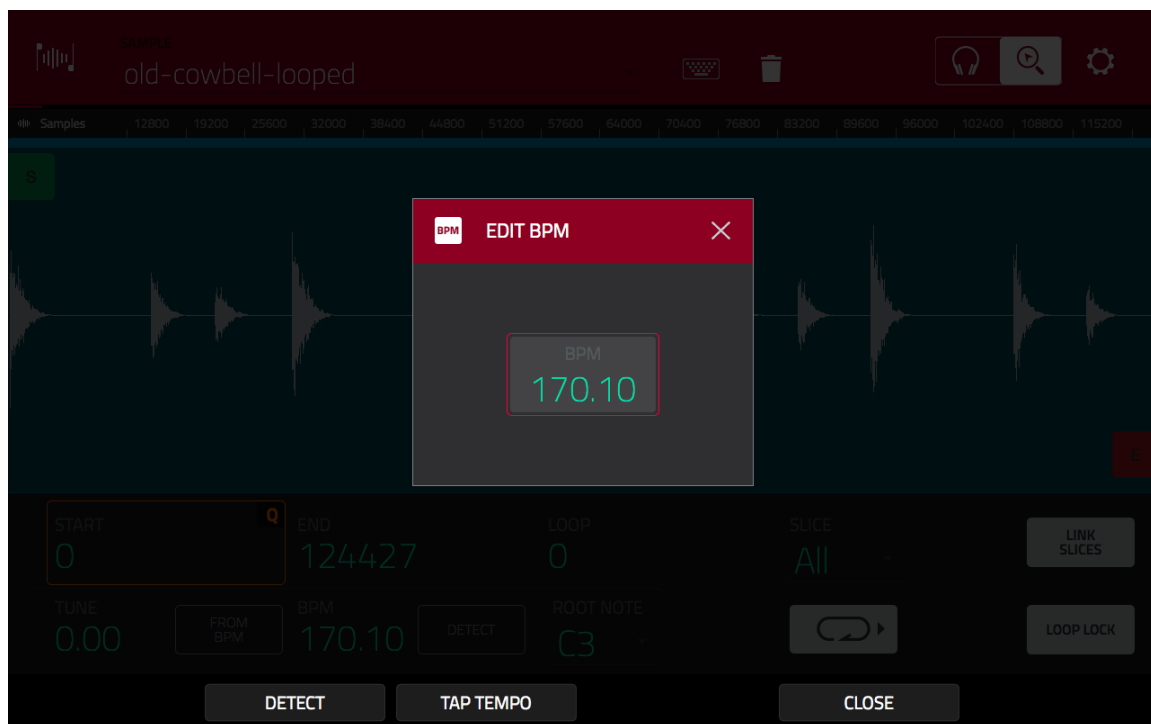 SAMPLE
old-cowbell-looped
Samples 12800 19200 25600 32000 38400 44800 51200 57600 64000 70400 76800 83200 89600 96000 102400 108800 115200
S
BPM EDIT BPM
BPM
170.10
E
START Q END LOOP SLICE LINK SLICES
0 124427 0 All
TUNE FROM BPM BPM DETECT ROOT NOTE LOOP LOCK
0.00 170.10 C3
DETECT TAP TEMPO CLOSE